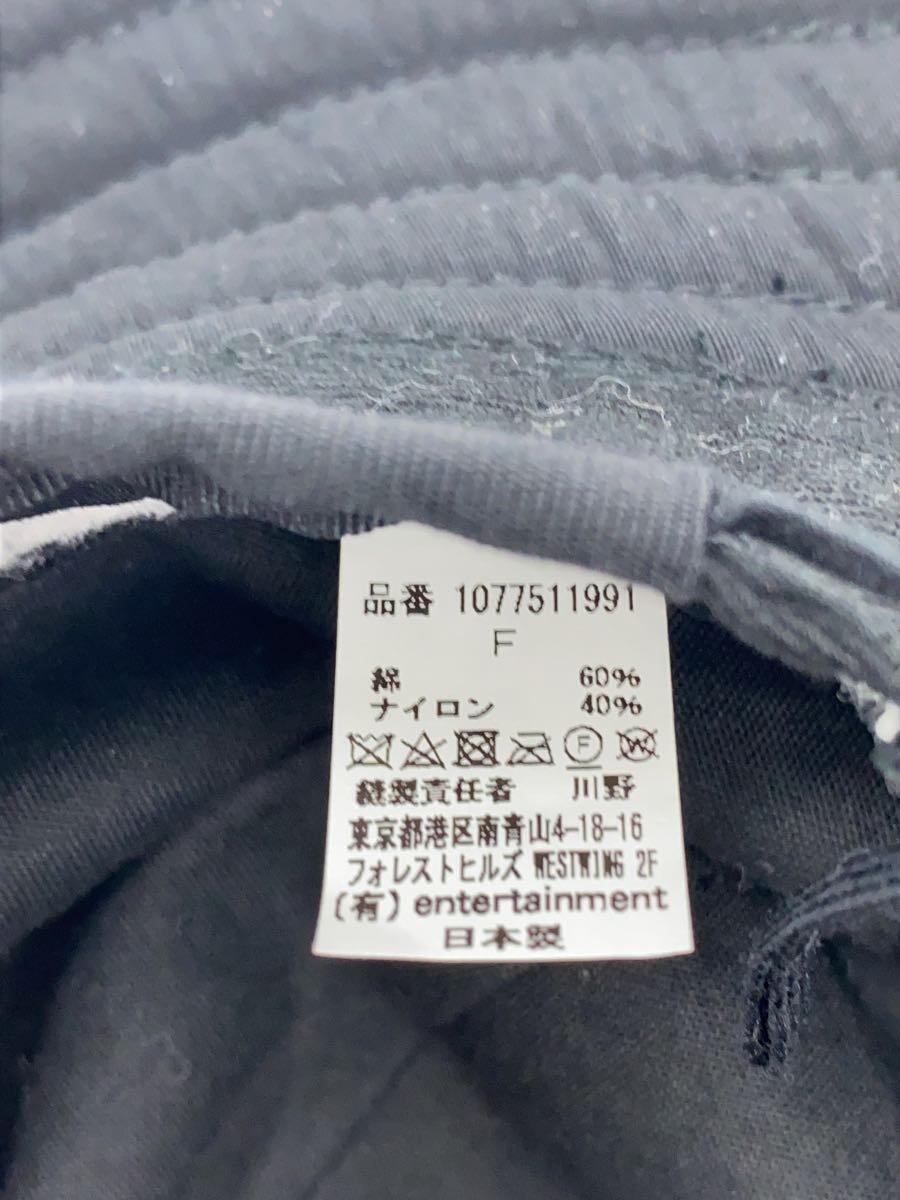 品番 1077511991
F
綿 60%
ナイロン 40%
F W
縫製責任者 川野
東京都港区南青山4-18-16
フォレストヒルズ WESTWING 2F
(有) entertainment
日本製